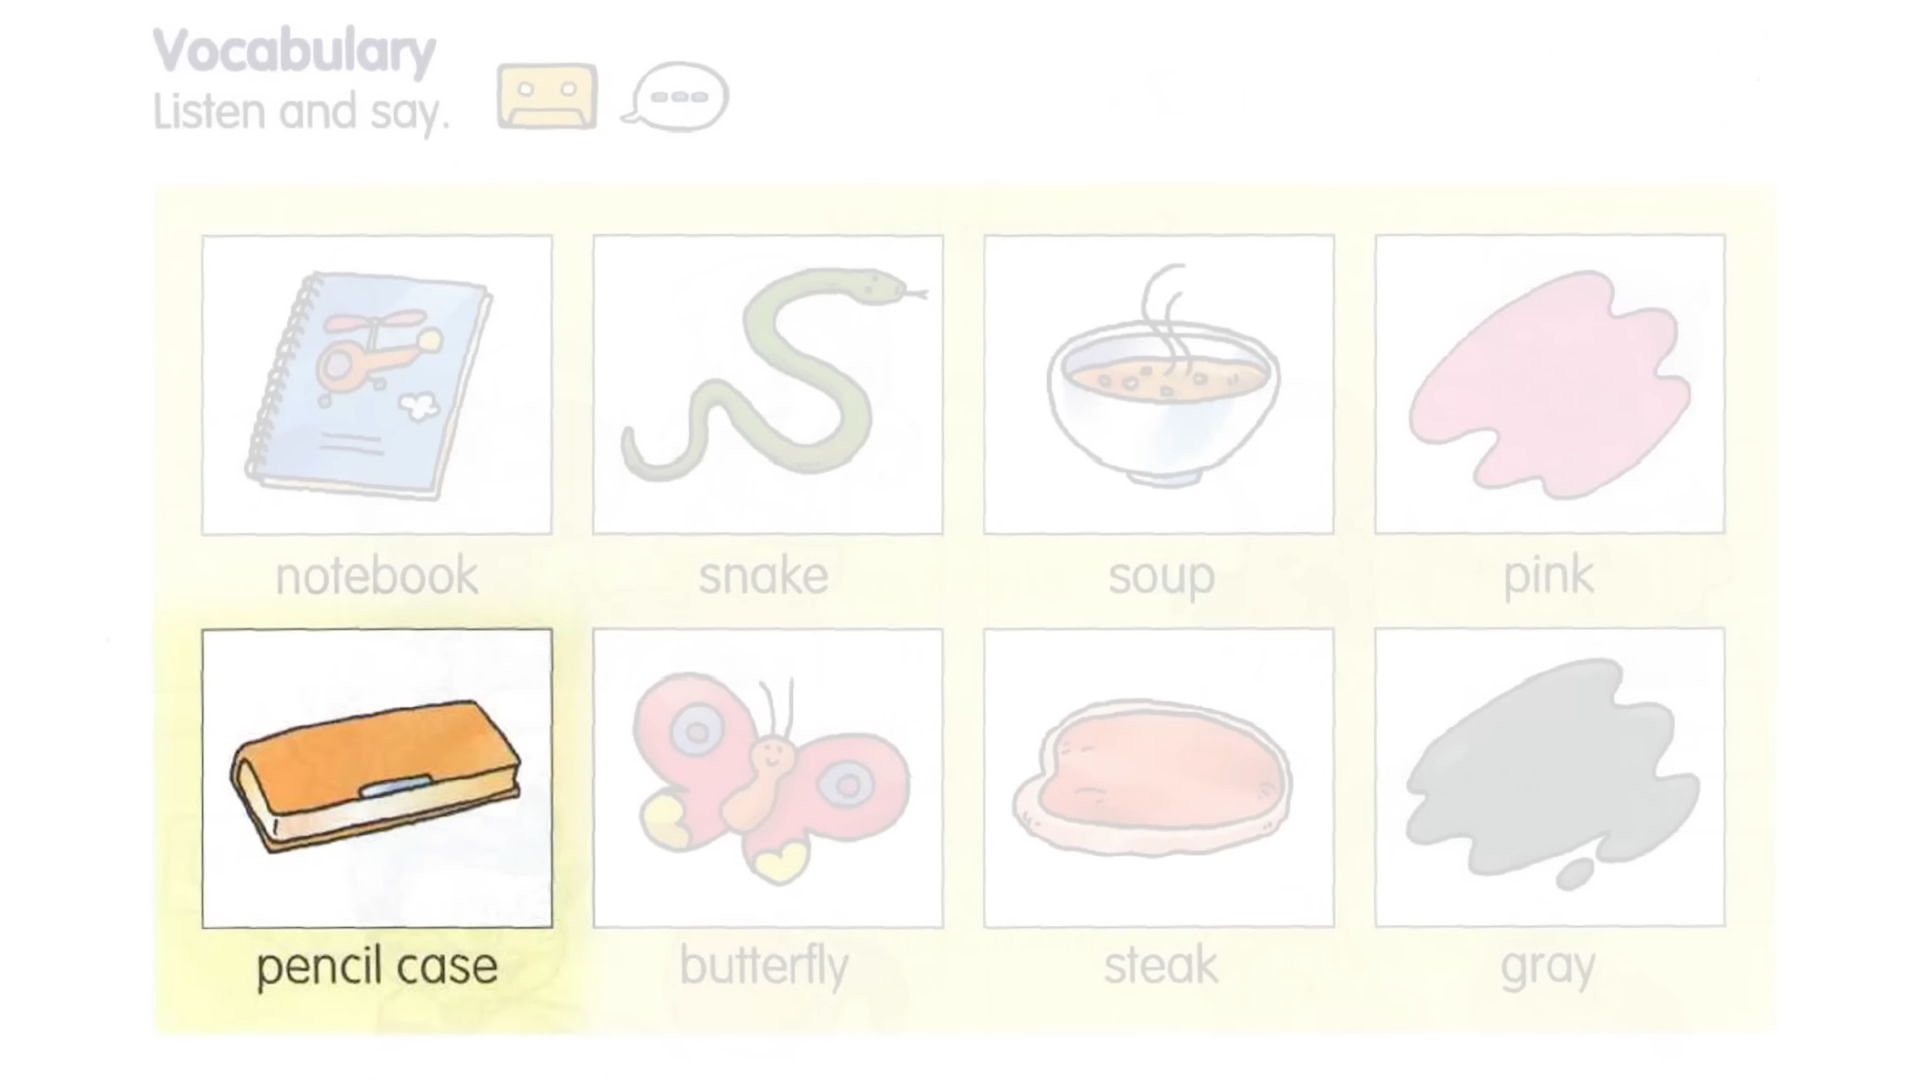 Vocabulary
Listen and say.
notebook snake soup pink
pencil case butterfly steak gray